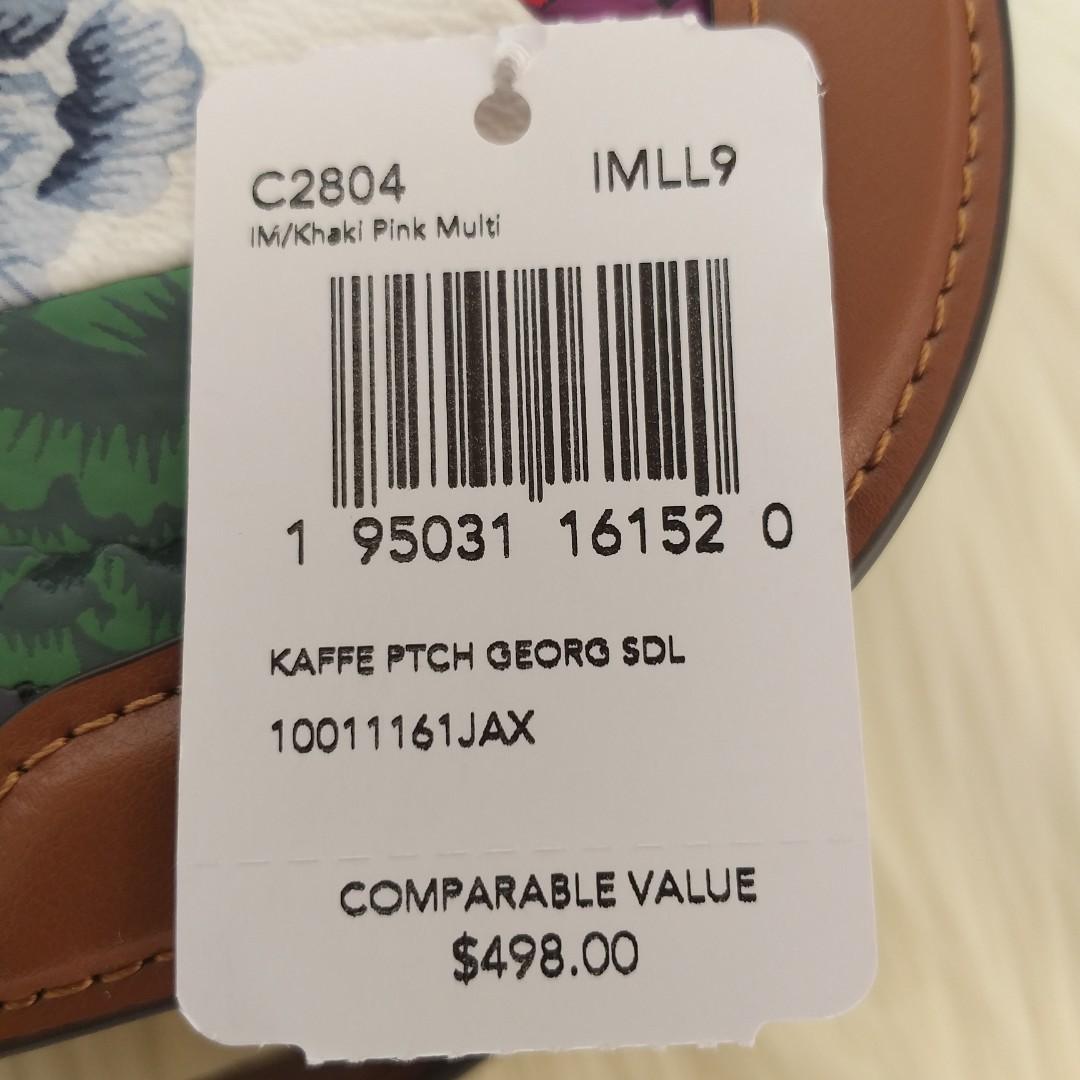 C2804 IMLL9
IM/Khaki Pink Multi
1 95031 16152 0
KAFFE PTCH GEORG SDL
10011161JAX
COMPARABLE VALUE
$498.00